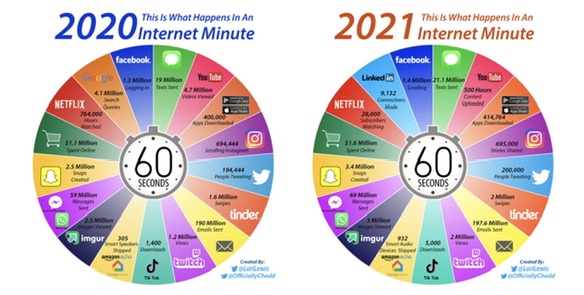 2020
This Is What Happens In An
Internet Minute
facebook
1.3 Million
Logging In
19 Million
Texts Sent
YouTube
4.7 Million
Videos Viewed
400,000
Apps Downloaded
694,444
Scrolling Instagram
194,444
People Tweeting
tinder
1.6 Million
Swipes
190 Million
Emails Sent
twitch
1.2 Million
Views
Tik Tok
1,400
Downloads
305
Smart Speakers
Shipped
amazon echo
imgur
2.5 Million
Images Viewed
59 Million
Messages
Sent
2.5 Million
Snaps
Created
$1.1 Million
Spent Online
NETFLIX
764,000
Hours
Watched
Google
4.1 Million
Search
Queries
60
SECONDS
Created By:
@LoriLewis
@OfficiallyChadd
2021
This Is What Happens In An
Internet Minute
facebook
1.4 Million
Scrolling
21.1 Million
Texts Sent
YouTube
500 Hours
Content
Uploaded
414,764
Apps Downloaded
695,000
Stories Shared
200,000
People Tweeting
tinder
2 Million
Swipes
197.6 Million
Emails Sent
twitch
2 Million
Views
Tik Tok
5,000
Downloads
932
Smart Audio
Devices Shipped
amazon echo
imgur
69 Million
Messages
Sent
3.4 Million
Snaps
Created
$1.6 Million
Spent Online
NETFLIX
28,000
Subscribers
Watching
LinkedIn
9,132
Connections
Made
60
SECONDS
Created By:
@LoriLewis
@OfficiallyChadd